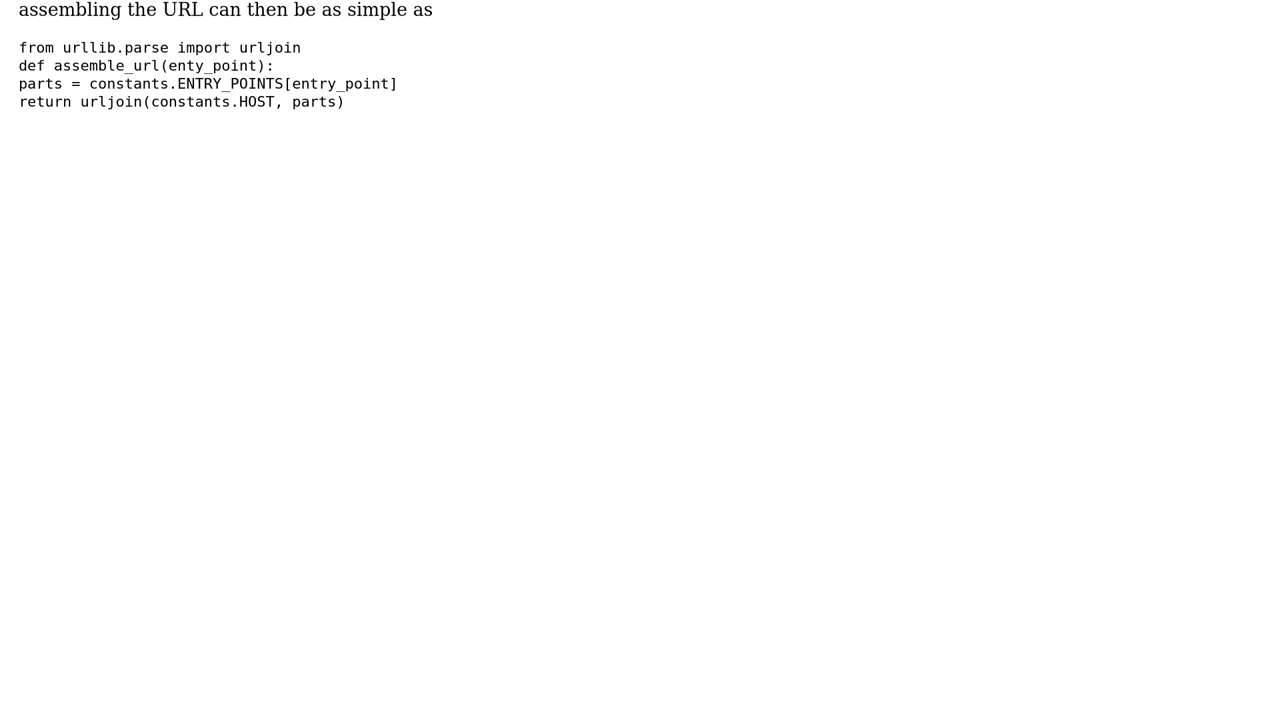 assembling the URL can then be as simple as
from urllib.parse import urljoin
def assemble_url(enty_point):
parts = constants.ENTRY_POINTS[entry_point]
return urljoin(constants.HOST, parts)